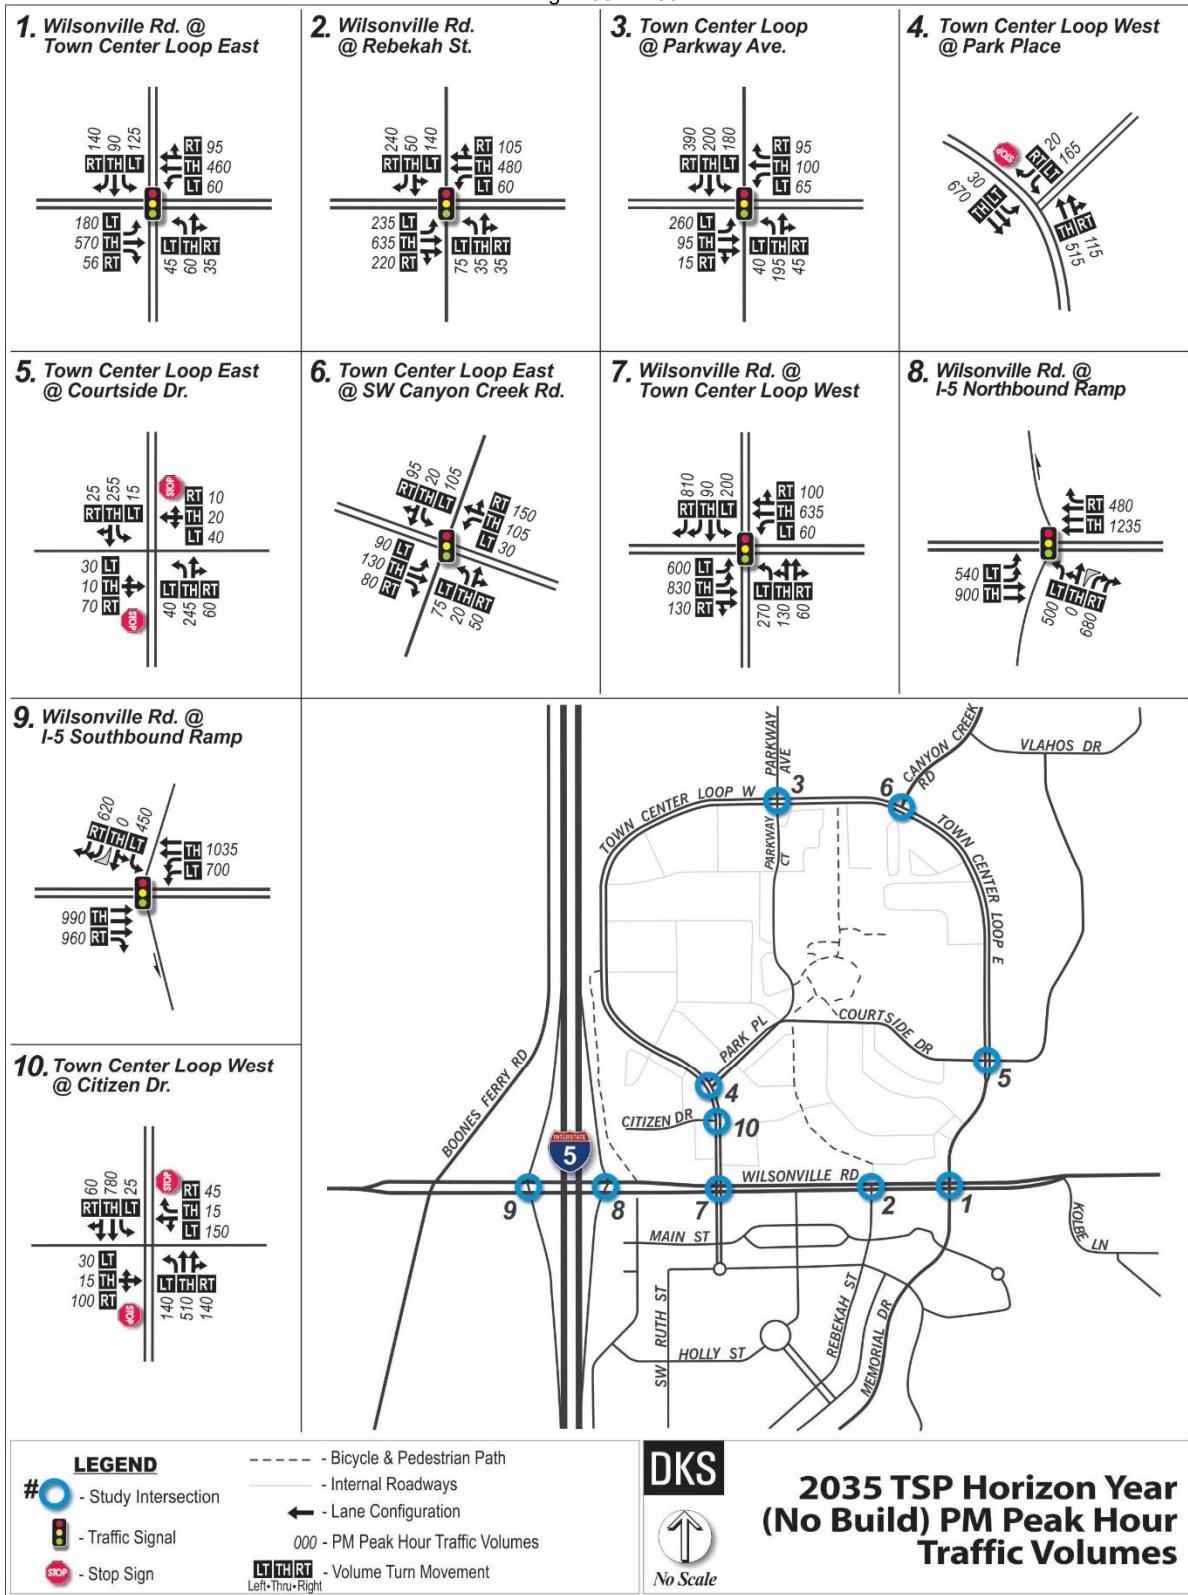 1. Wilsonville Rd. @
Town Center Loop East
140 90 125
RT TH LT
RT 95
TH 460
LT 60
180 LT
570 TH
56 RT
LT TH RT
45 60 35
2. Wilsonville Rd.
@ Rebekah St.
240 50 140
RT TH LT
RT 105
TH 480
LT 60
235 LT
635 TH
220 RT
LT TH RT
75 35 35
3. Town Center Loop
@ Parkway Ave.
390 200 180
RT TH LT
RT 95
TH 100
LT 65
260 LT
95 TH
15 RT
LT TH RT
40 195 45
4. Town Center Loop West
@ Park Place
STOP
RT 20
LT 165
30 LT
670 TH
TH RT
515 115
5. Town Center Loop East
@ Courtside Dr.
25 255 15
RT TH LT
STOP
RT 10
TH 20
LT 40
30 LT
10 TH
70 RT
STOP
LT TH RT
40 245 60
6. Town Center Loop East
@ SW Canyon Creek Rd.
95 20 105
RT TH LT
RT 150
TH 105
LT 30
90 LT
130 TH
80 RT
LT TH RT
75 20 50
7. Wilsonville Rd. @
Town Center Loop West
810 90 200
RT TH LT
RT 100
TH 635
LT 60
600 LT
830 TH
130 RT
LT TH RT
270 130 60
8. Wilsonville Rd. @
I-5 Northbound Ramp
RT 480
TH 1235
540 LT
900 TH
LT TH RT
500 0 680
9. Wilsonville Rd. @
I-5 Southbound Ramp
620 0 450
RT TH LT
TH 1035
LT 700
990 TH
960 RT
10. Town Center Loop West
@ Citizen Dr.
60 780 25
RT TH LT
STOP
RT 45
TH 15
LT 150
30 LT
15 TH
100 RT
STOP
LT TH RT
140 510 140
PARKWAY AVE
CANYON CREEK RD
VLAHOS DR
TOWN CENTER LOOP W
3
6
PARKWAY CT
TOWN CENTER LOOP E
COURTSIDE DR
PARK PL
5
4
BOONES FERRY RD
CITIZEN DR
10
INTERSTATE
5
WILSONVILLE RD
9
8
7
2
1
MAIN ST
KOLBE LN
SW RUTH ST
HOLLY ST
REBEKAH ST
MEMORIAL DR
LEGEND
# - Study Intersection
- Traffic Signal
STOP - Stop Sign
- Bicycle & Pedestrian Path
- Internal Roadways
- Lane Configuration
000 - PM Peak Hour Traffic Volumes
LT TH RT - Volume Turn Movement
Left•Thru•Right
DKS
No Scale
2035 TSP Horizon Year
(No Build) PM Peak Hour
Traffic Volumes